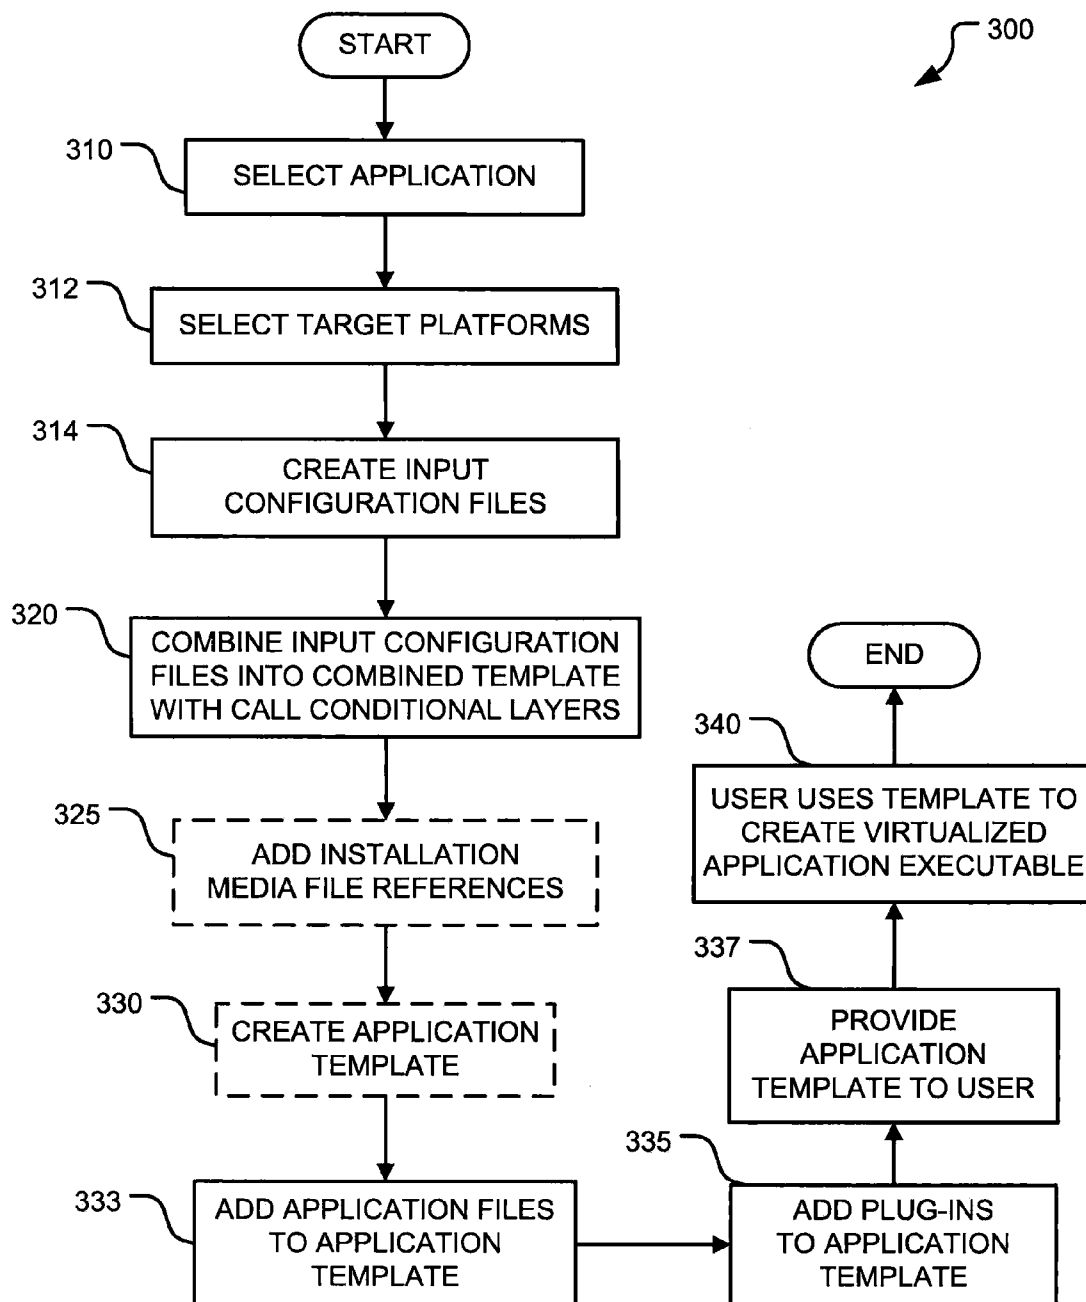 START
300
310
SELECT APPLICATION
312
SELECT TARGET PLATFORMS
314
CREATE INPUT
CONFIGURATION FILES
320
COMBINE INPUT CONFIGURATION
FILES INTO COMBINED TEMPLATE
WITH CALL CONDITIONAL LAYERS
325
ADD INSTALLATION
MEDIA FILE REFERENCES
330
CREATE APPLICATION
TEMPLATE
333
ADD APPLICATION FILES
TO APPLICATION
TEMPLATE
335
ADD PLUG-INS
TO APPLICATION
TEMPLATE
337
PROVIDE
APPLICATION
TEMPLATE TO USER
340
USER USES TEMPLATE TO
CREATE VIRTUALIZED
APPLICATION EXECUTABLE
END